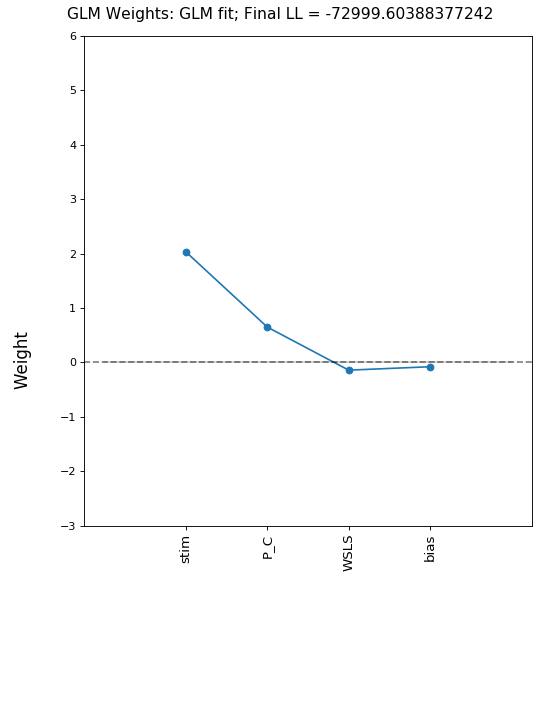 GLM Weights: GLM fit; Final LL = -72999.60388377242
6
5
4
3
2
1
0
−1
−2
−3
Weight
stim
P_C
WSLS
bias